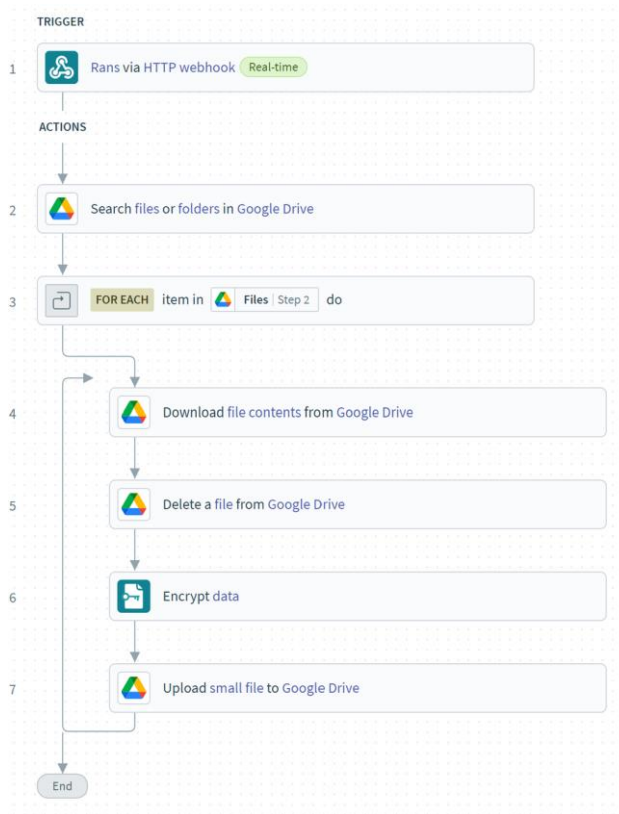 TRIGGER
1 Rans via HTTP webhook Real-time
ACTIONS
2 Search files or folders in Google Drive
3 FOR EACH item in Files | Step 2 do
4 Download file contents from Google Drive
5 Delete a file from Google Drive
6 Encrypt data
7 Upload small file to Google Drive
End